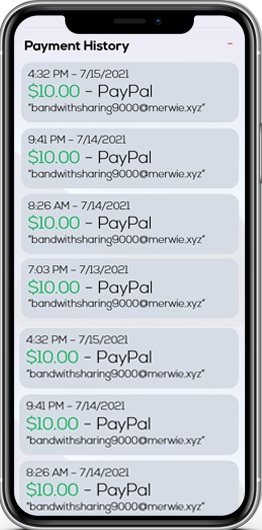 Payment History
-
4:32 PM – 7/15/2021
$10.00 – PayPal
"bandwithsharing9000@merwie.xyz"
9:41 PM – 7/14/2021
$10.00 – PayPal
"bandwithsharing9000@merwie.xyz"
8:26 AM – 7/14/2021
$10.00 – PayPal
"bandwithsharing9000@merwie.xyz"
7:03 PM – 7/13/2021
$10.00 – PayPal
"bandwithsharing9000@merwie.xyz"
4:32 PM – 7/15/2021
$10.00 – PayPal
"bandwithsharing9000@merwie.xyz"
9:41 PM – 7/14/2021
$10.00 – PayPal
"bandwithsharing9000@merwie.xyz"
8:26 AM – 7/14/2021
$10.00 – PayPal
"bandwithsharing9000@merwie.xyz"